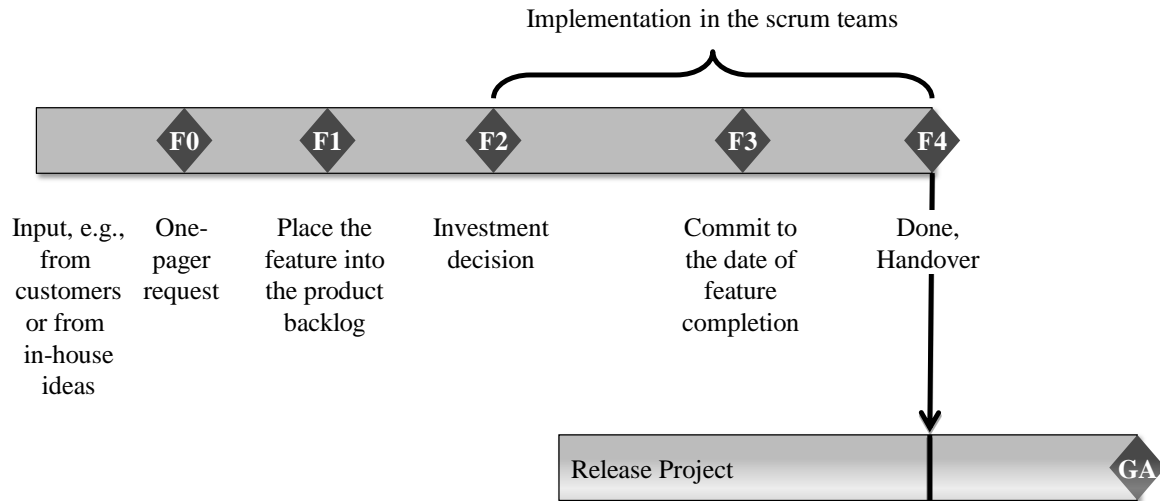 Implementation in the scrum teams
F0
F1
F2
F3
F4
Input, e.g.,
from
customers
or from
in-house
ideas
One-
pager
request
Place the
feature into
the product
backlog
Investment
decision
Commit to
the date of
feature
completion
Done,
Handover
Release Project
GA